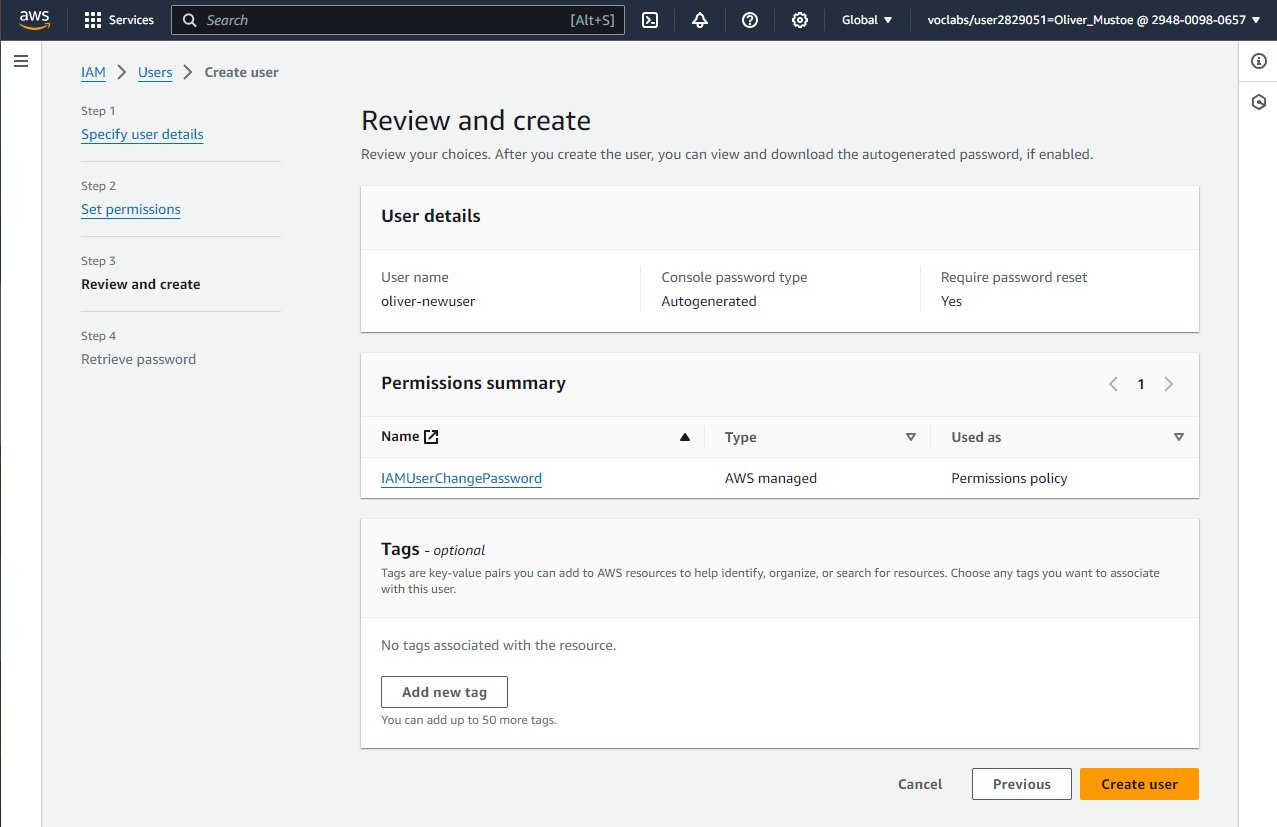 aws Services Search [Alt+S] Global voclabs/user2829051=Oliver_Mustoe @ 2948-0098-0657
IAM Users Create user
Step 1
Specify user details
Step 2
Set permissions
Step 3
Review and create
Step 4
Retrieve password
Review and create
Review your choices. After you create the user, you can view and download the autogenerated password, if enabled.
User details
User name
oliver-newuser
Console password type
Autogenerated
Require password reset
Yes
Permissions summary
1
Name Type Used as
IAMUserChangePassword AWS managed Permissions policy
Tags - optional
Tags are key-value pairs you can add to AWS resources to help identify, organize, or search for resources. Choose any tags you want to associate
with this user.
No tags associated with the resource.
Add new tag
You can add up to 50 more tags.
Cancel Previous Create user